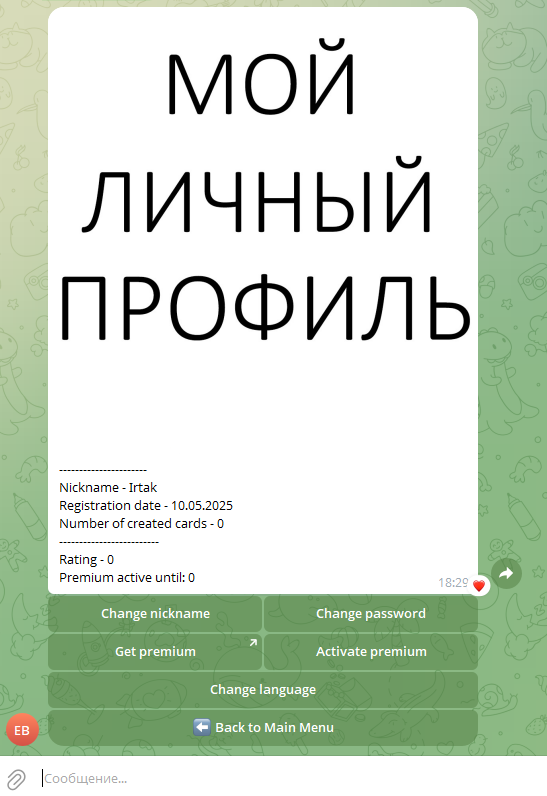 МОЙ
ЛИЧНЫЙ
ПРОФИЛЬ
----------------------
Nickname - Irtak
Registration date - 10.05.2025
Number of created cards - 0
-------------------------
Rating - 0
Premium active until: 0
18:29
Change nickname
Change password
Get premium
Activate premium
Change language
Back to Main Menu
EB
Сообщение...